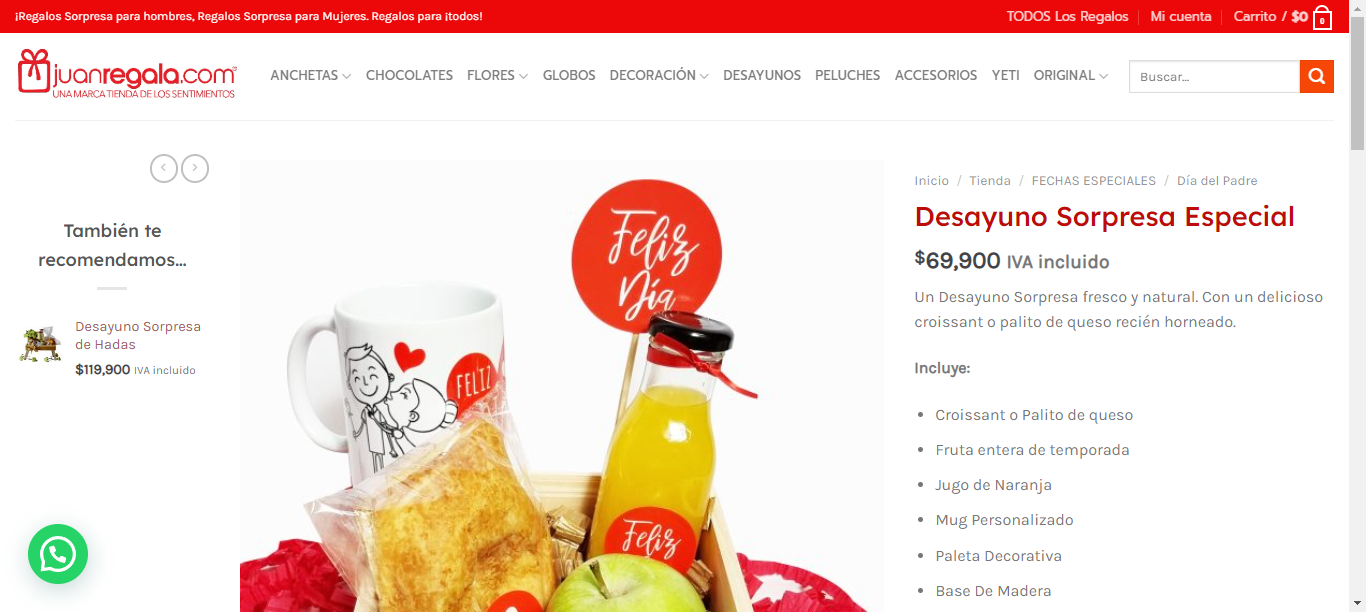 ¡Regalos Sorpresa para hombres, Regalos Sorpresa para Mujeres. Regalos para ¡todos!
TODOS Los Regalos
Mi cuenta
Carrito / $0
0
juanregala.com®
UNA MARCA TIENDA DE LOS SENTIMIENTOS
ANCHETAS
CHOCOLATES
FLORES
GLOBOS
DECORACIÓN
DESAYUNOS
PELUCHES
ACCESORIOS
YETI
ORIGINAL
Buscar...
También te
recomendamos...
Desayuno Sorpresa
de Hadas
$119,900 IVA incluido
Feliz
Día
FELIZ
Feliz
Inicio / Tienda / FECHAS ESPECIALES / Día del Padre
Desayuno Sorpresa Especial
$69,900 IVA incluido
Un Desayuno Sorpresa fresco y natural. Con un delicioso
croissant o palito de queso recién horneado.
Incluye:
Croissant o Palito de queso
Fruta entera de temporada
Jugo de Naranja
Mug Personalizado
Paleta Decorativa
Base De Madera